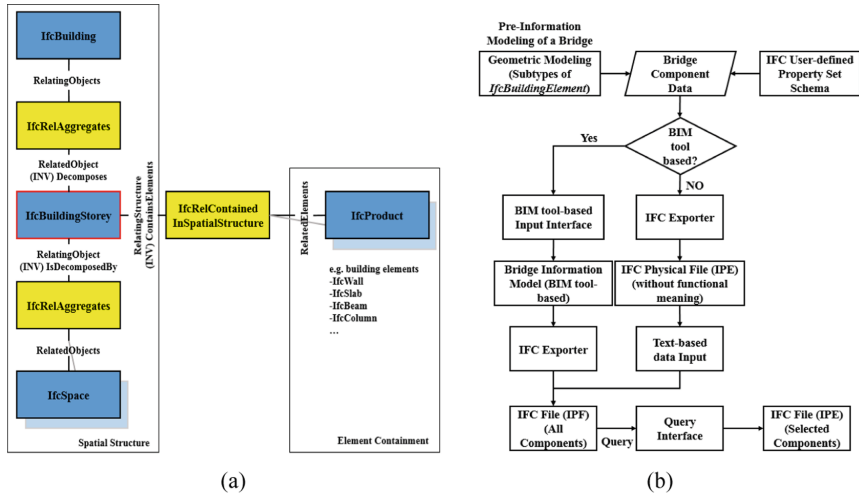 IfcBuilding
RelatingObjects
IfcRelAggregates
RelatedObject
(INV) Decomposes
IfcBuildingStorey
RelatingObject
(INV) IsDecomposedBy
IfcRelAggregates
RelatedObjects
IfcSpace
Spatial Structure
RelatingStructure
(INV) ContainsElements
IfcRelContained
InSpatialStructure
RelatedElements
IfcProduct
e.g. building elements
-IfcWall
-IfcSlab
-IfcBeam
-IfcColumn
...
Element Containment
(a)
Pre-Information
Modeling of a Bridge
Geometric Modeling
(Subtypes of
IfcBuildingElement)
Bridge
Component
Data
IFC User-defined
Property Set
Schema
BIM
tool
based?
Yes
NO
BIM tool-based
Input Interface
IFC Exporter
Bridge Information
Model (BIM tool-
based)
IFC Physical File (IPE)
(without functional
meaning)
IFC Exporter
Text-based
data Input
IFC File (IPF)
(All
Components)
Query
Query
Interface
IFC File (IPE)
(Selected
Components)
(b)